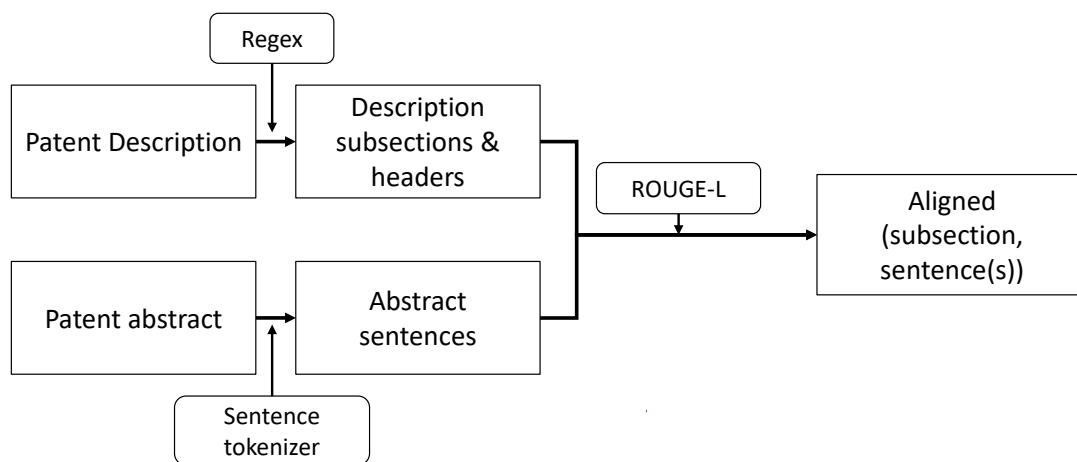 Regex
Patent Description
Description
subsections &
headers
ROUGE-L
Aligned
(subsection,
sentence(s))
Patent abstract
Abstract
sentences
Sentence
tokenizer